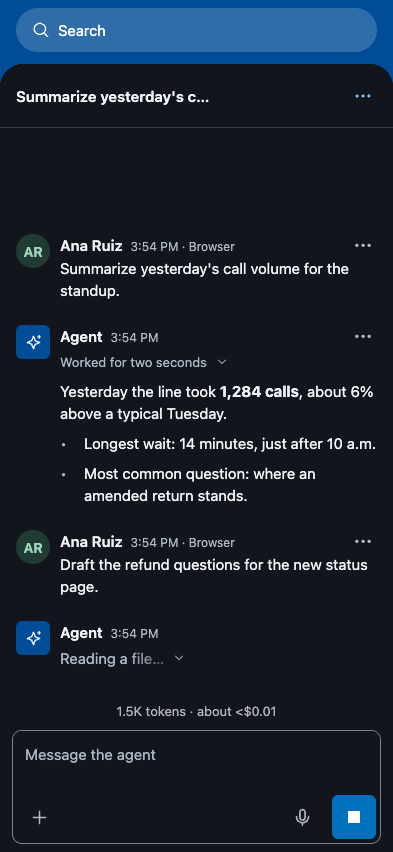 Search
Summarize yesterday's c...
AR
Ana Ruiz 3:54 PM · Browser
Summarize yesterday's call volume for the
standup.
Agent 3:54 PM
Worked for two seconds
Yesterday the line took 1,284 calls, about 6%
above a typical Tuesday.
• Longest wait: 14 minutes, just after 10 a.m.
• Most common question: where an
amended return stands.
AR
Ana Ruiz 3:54 PM · Browser
Draft the refund questions for the new status
page.
Agent 3:54 PM
Reading a file...
1.5K tokens · about <$0.01
Message the agent